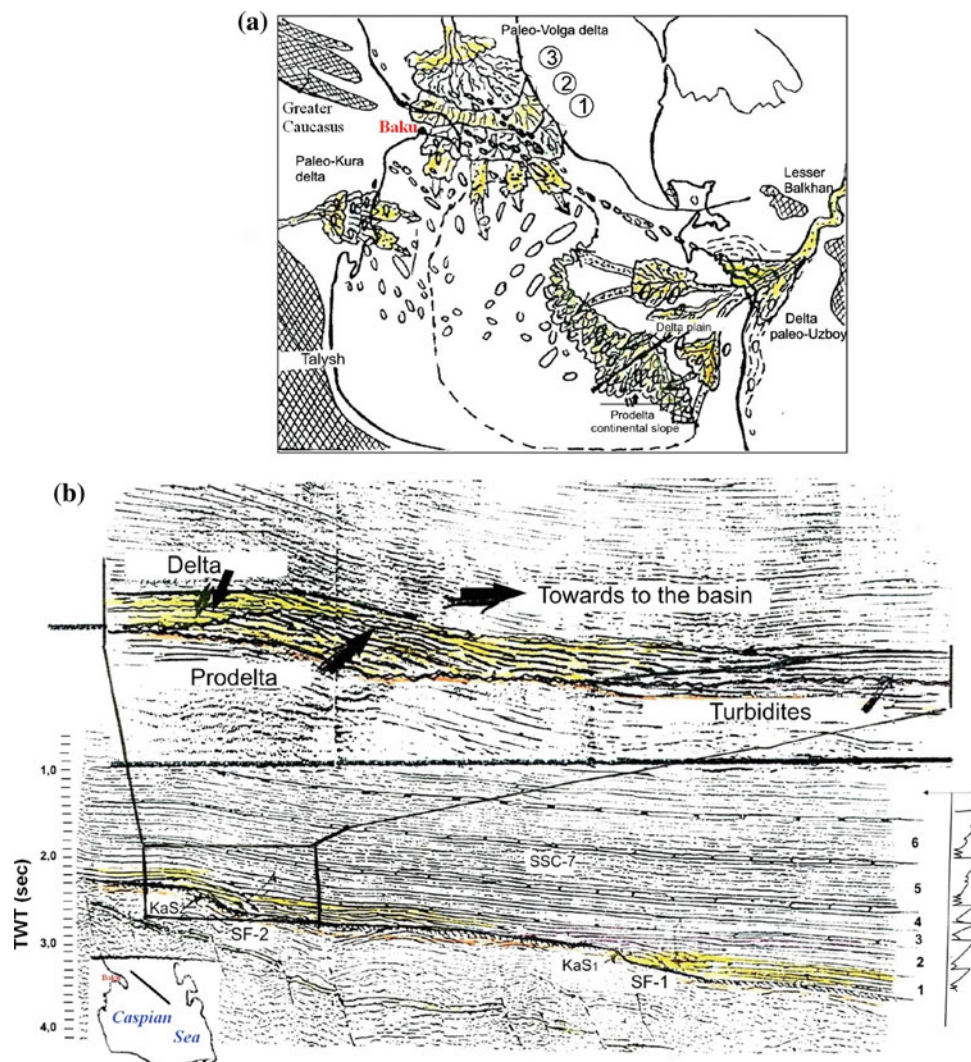 (a)
Paleo-Volga delta
3
2
1
Greater
Caucasus
Baku
Paleo-Kura
delta
Lesser
Balkhan
Delta plain
Delta
paleo-Uzboy
Talysh
Prodelta
continental slope
(b)
Delta
Towards to the basin
Prodelta
Turbidites
1,0
2.0
3,0
4,0
TWT (sec)
SSC-7
6
5
4
3
2
1
SF-2
KaS1
SF-1
Baku
Caspian
Sea